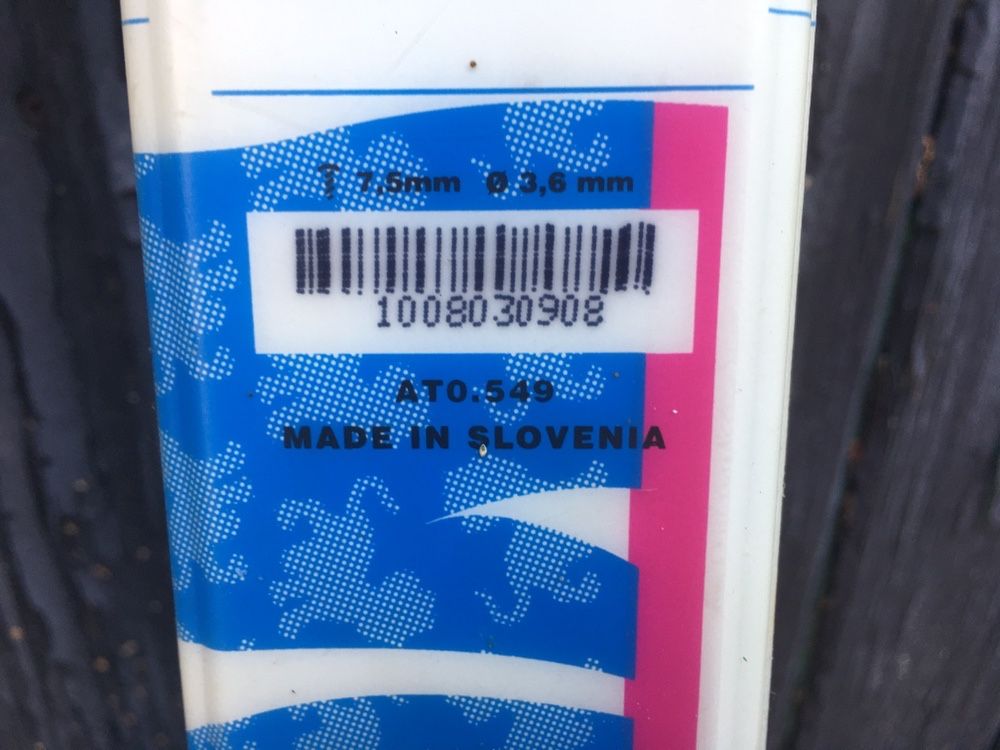 7,5mm Ø 3,6 mm
1008030908
AT0.549
MADE IN SLOVENIA